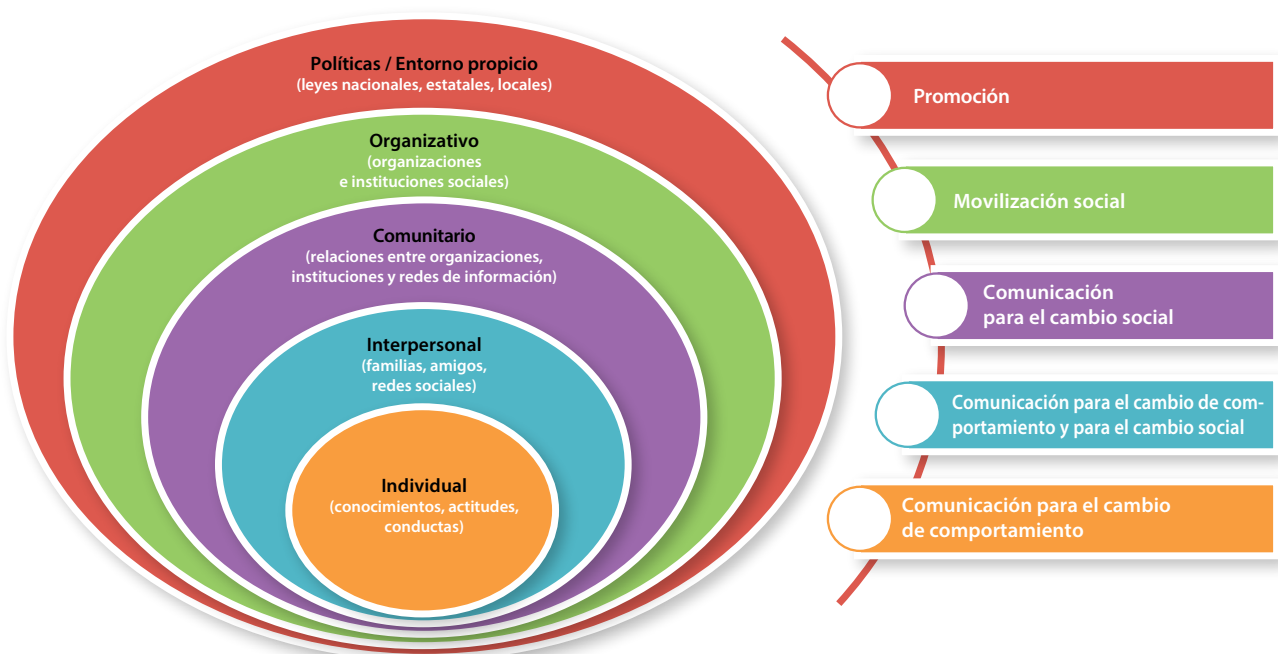 Políticas / Entorno propicio
(leyes nacionales, estatales, locales)
Organizativo
(organizaciones
e instituciones sociales)
Comunitario
(relaciones entre organizaciones,
instituciones y redes de información)
Interpersonal
(familias, amigos,
redes sociales)
Individual
(conocimientos, actitudes,
conductas)
Promoción
Movilización social
Comunicación
para el cambio social
Comunicación para el cambio de com-
portamiento y para el cambio social
Comunicación para el cambio
de comportamiento